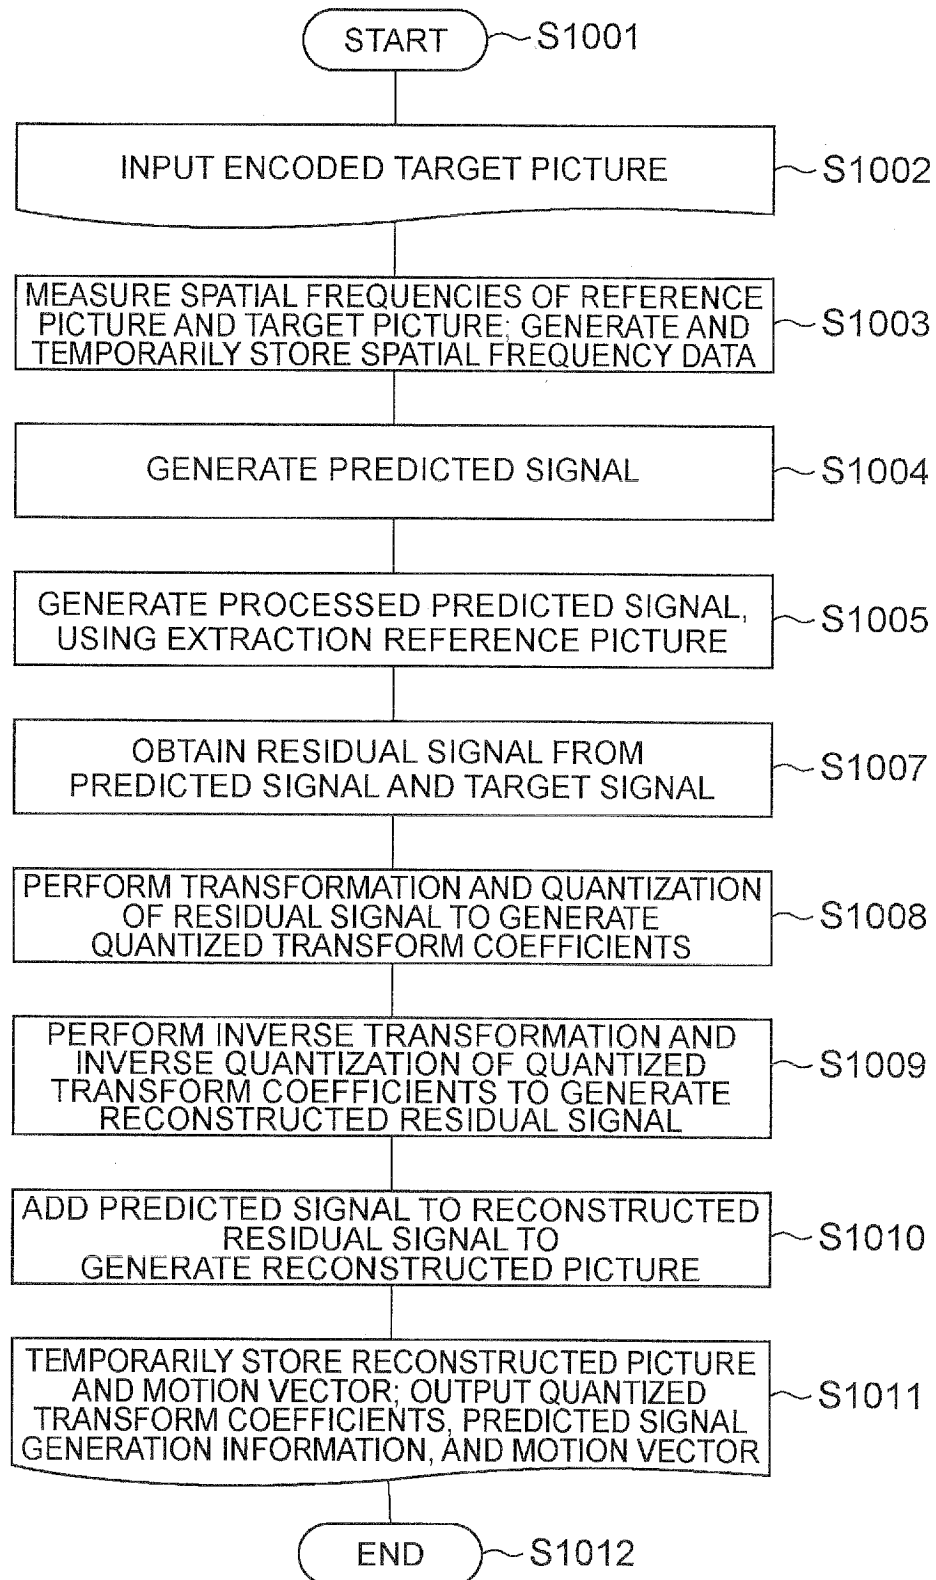 START
S1001
INPUT ENCODED TARGET PICTURE
S1002
MEASURE SPATIAL FREQUENCIES OF REFERENCE
PICTURE AND TARGET PICTURE; GENERATE AND
TEMPORARILY STORE SPATIAL FREQUENCY DATA
S1003
GENERATE PREDICTED SIGNAL
S1004
GENERATE PROCESSED PREDICTED SIGNAL,
USING EXTRACTION REFERENCE PICTURE
S1005
OBTAIN RESIDUAL SIGNAL FROM
PREDICTED SIGNAL AND TARGET SIGNAL
S1007
PERFORM TRANSFORMATION AND QUANTIZATION
OF RESIDUAL SIGNAL TO GENERATE
QUANTIZED TRANSFORM COEFFICIENTS
S1008
PERFORM INVERSE TRANSFORMATION AND
INVERSE QUANTIZATION OF QUANTIZED
TRANSFORM COEFFICIENTS TO GENERATE
RECONSTRUCTED RESIDUAL SIGNAL
S1009
ADD PREDICTED SIGNAL TO RECONSTRUCTED
RESIDUAL SIGNAL TO
GENERATE RECONSTRUCTED PICTURE
S1010
TEMPORARILY STORE RECONSTRUCTED PICTURE
AND MOTION VECTOR; OUTPUT QUANTIZED
TRANSFORM COEFFICIENTS, PREDICTED SIGNAL
GENERATION INFORMATION, AND MOTION VECTOR
S1011
END
S1012